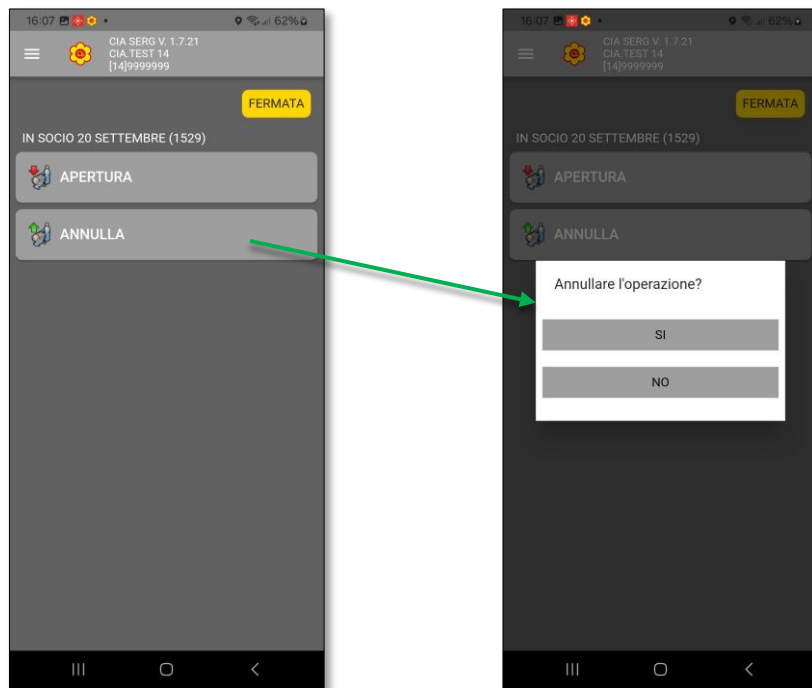 16:07
62%
CIA SERG V. 1.7.21
CIA.TEST 14
[14]9999999
FERMATA
IN SOCIO 20 SETTEMBRE (1529)
APERTURA
ANNULLA
16:07
62%
CIA SERG V. 1.7.21
CIA.TEST 14
[14]9999999
FERMATA
IN SOCIO 20 SETTEMBRE (1529)
APERTURA
ANNULLA
Annullare l'operazione?
SI
NO